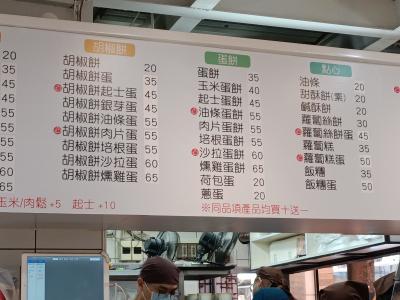 20
35
45
45
55
55
55
65
65
玉米/肉鬆 +5 起士 +10
胡椒餅
胡椒餅 20
胡椒餅蛋 35
胡椒餅起士蛋 45
胡椒餅銀芽蛋 45
胡椒餅油條蛋 55
胡椒餅肉片蛋 55
胡椒餅培根蛋 55
胡椒餅沙拉蛋 60
胡椒餅燻雞蛋 65
蛋餅
蛋餅 35
玉米蛋餅 40
起士蛋餅 45
油條蛋餅 55
肉片蛋餅 55
培根蛋餅 55
沙拉蛋餅 60
燻雞蛋餅 65
荷包蛋 20
蔥蛋 20
※同品項產品均買十送一
點心
油條 20
甜酥餅(素) 20
鹹酥餅 20
蘿蔔絲餅 30
蘿蔔絲餅蛋 45
蘿蔔糕 35
蘿蔔糕蛋 50
飯糰 35
飯糰蛋 50